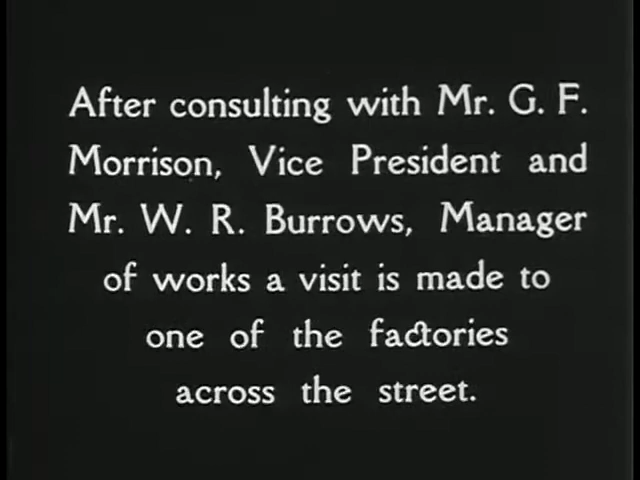 After consulting with Mr. G. F.
Morrison, Vice President and
Mr. W. R. Burrows, Manager
of works a visit is made to
one of the factories
across the street.